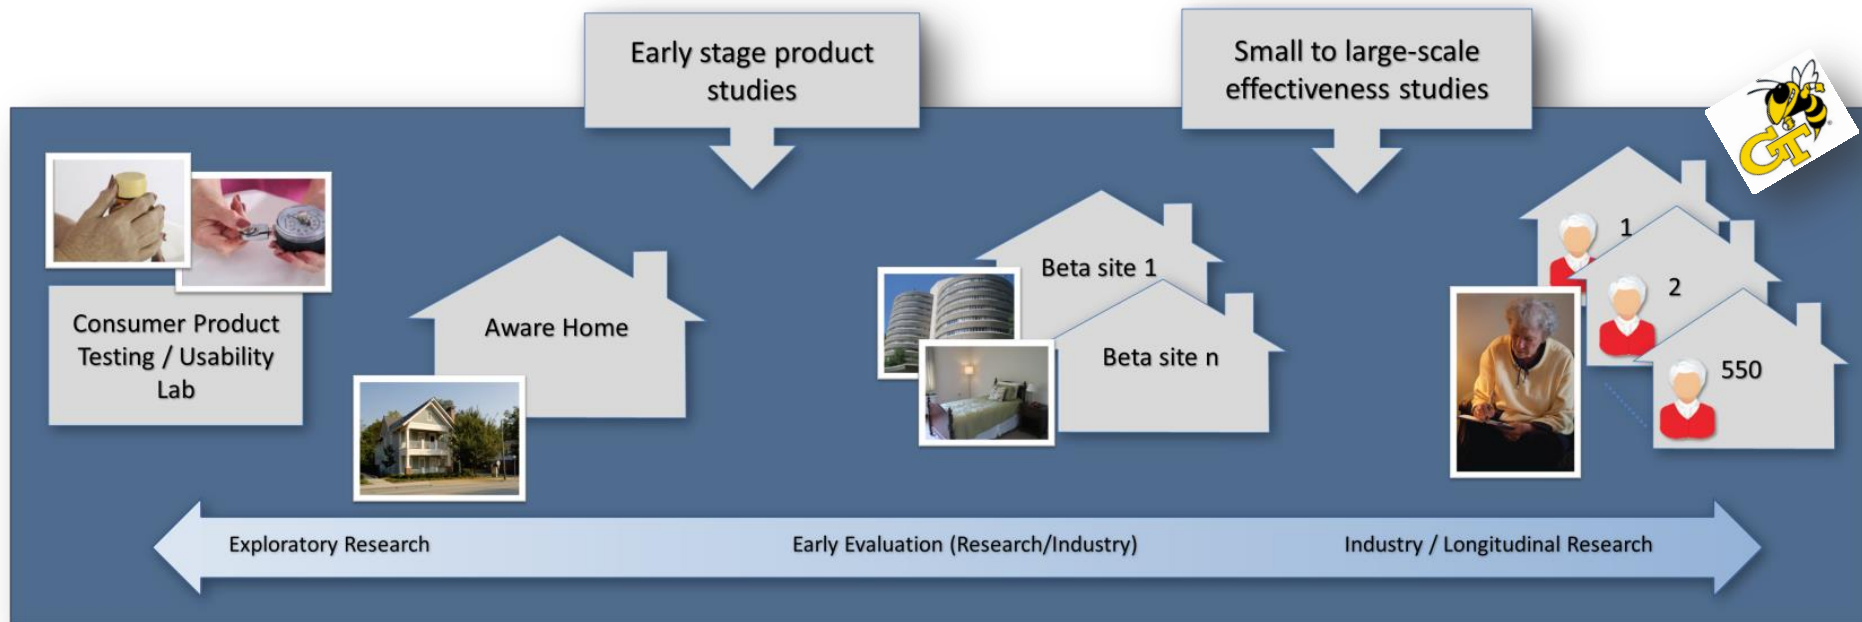 Early stage product
studies
Small to large-scale
effectiveness studies
GT
Consumer Product
Testing / Usability
Lab
Aware Home
Beta site 1
Beta site n
1
2
550
Exploratory Research
Early Evaluation (Research/Industry)
Industry / Longitudinal Research